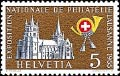 EXPOSITION NATIONALE DE PHILATELIE LAUSANNE 1955
HELVETIA 5